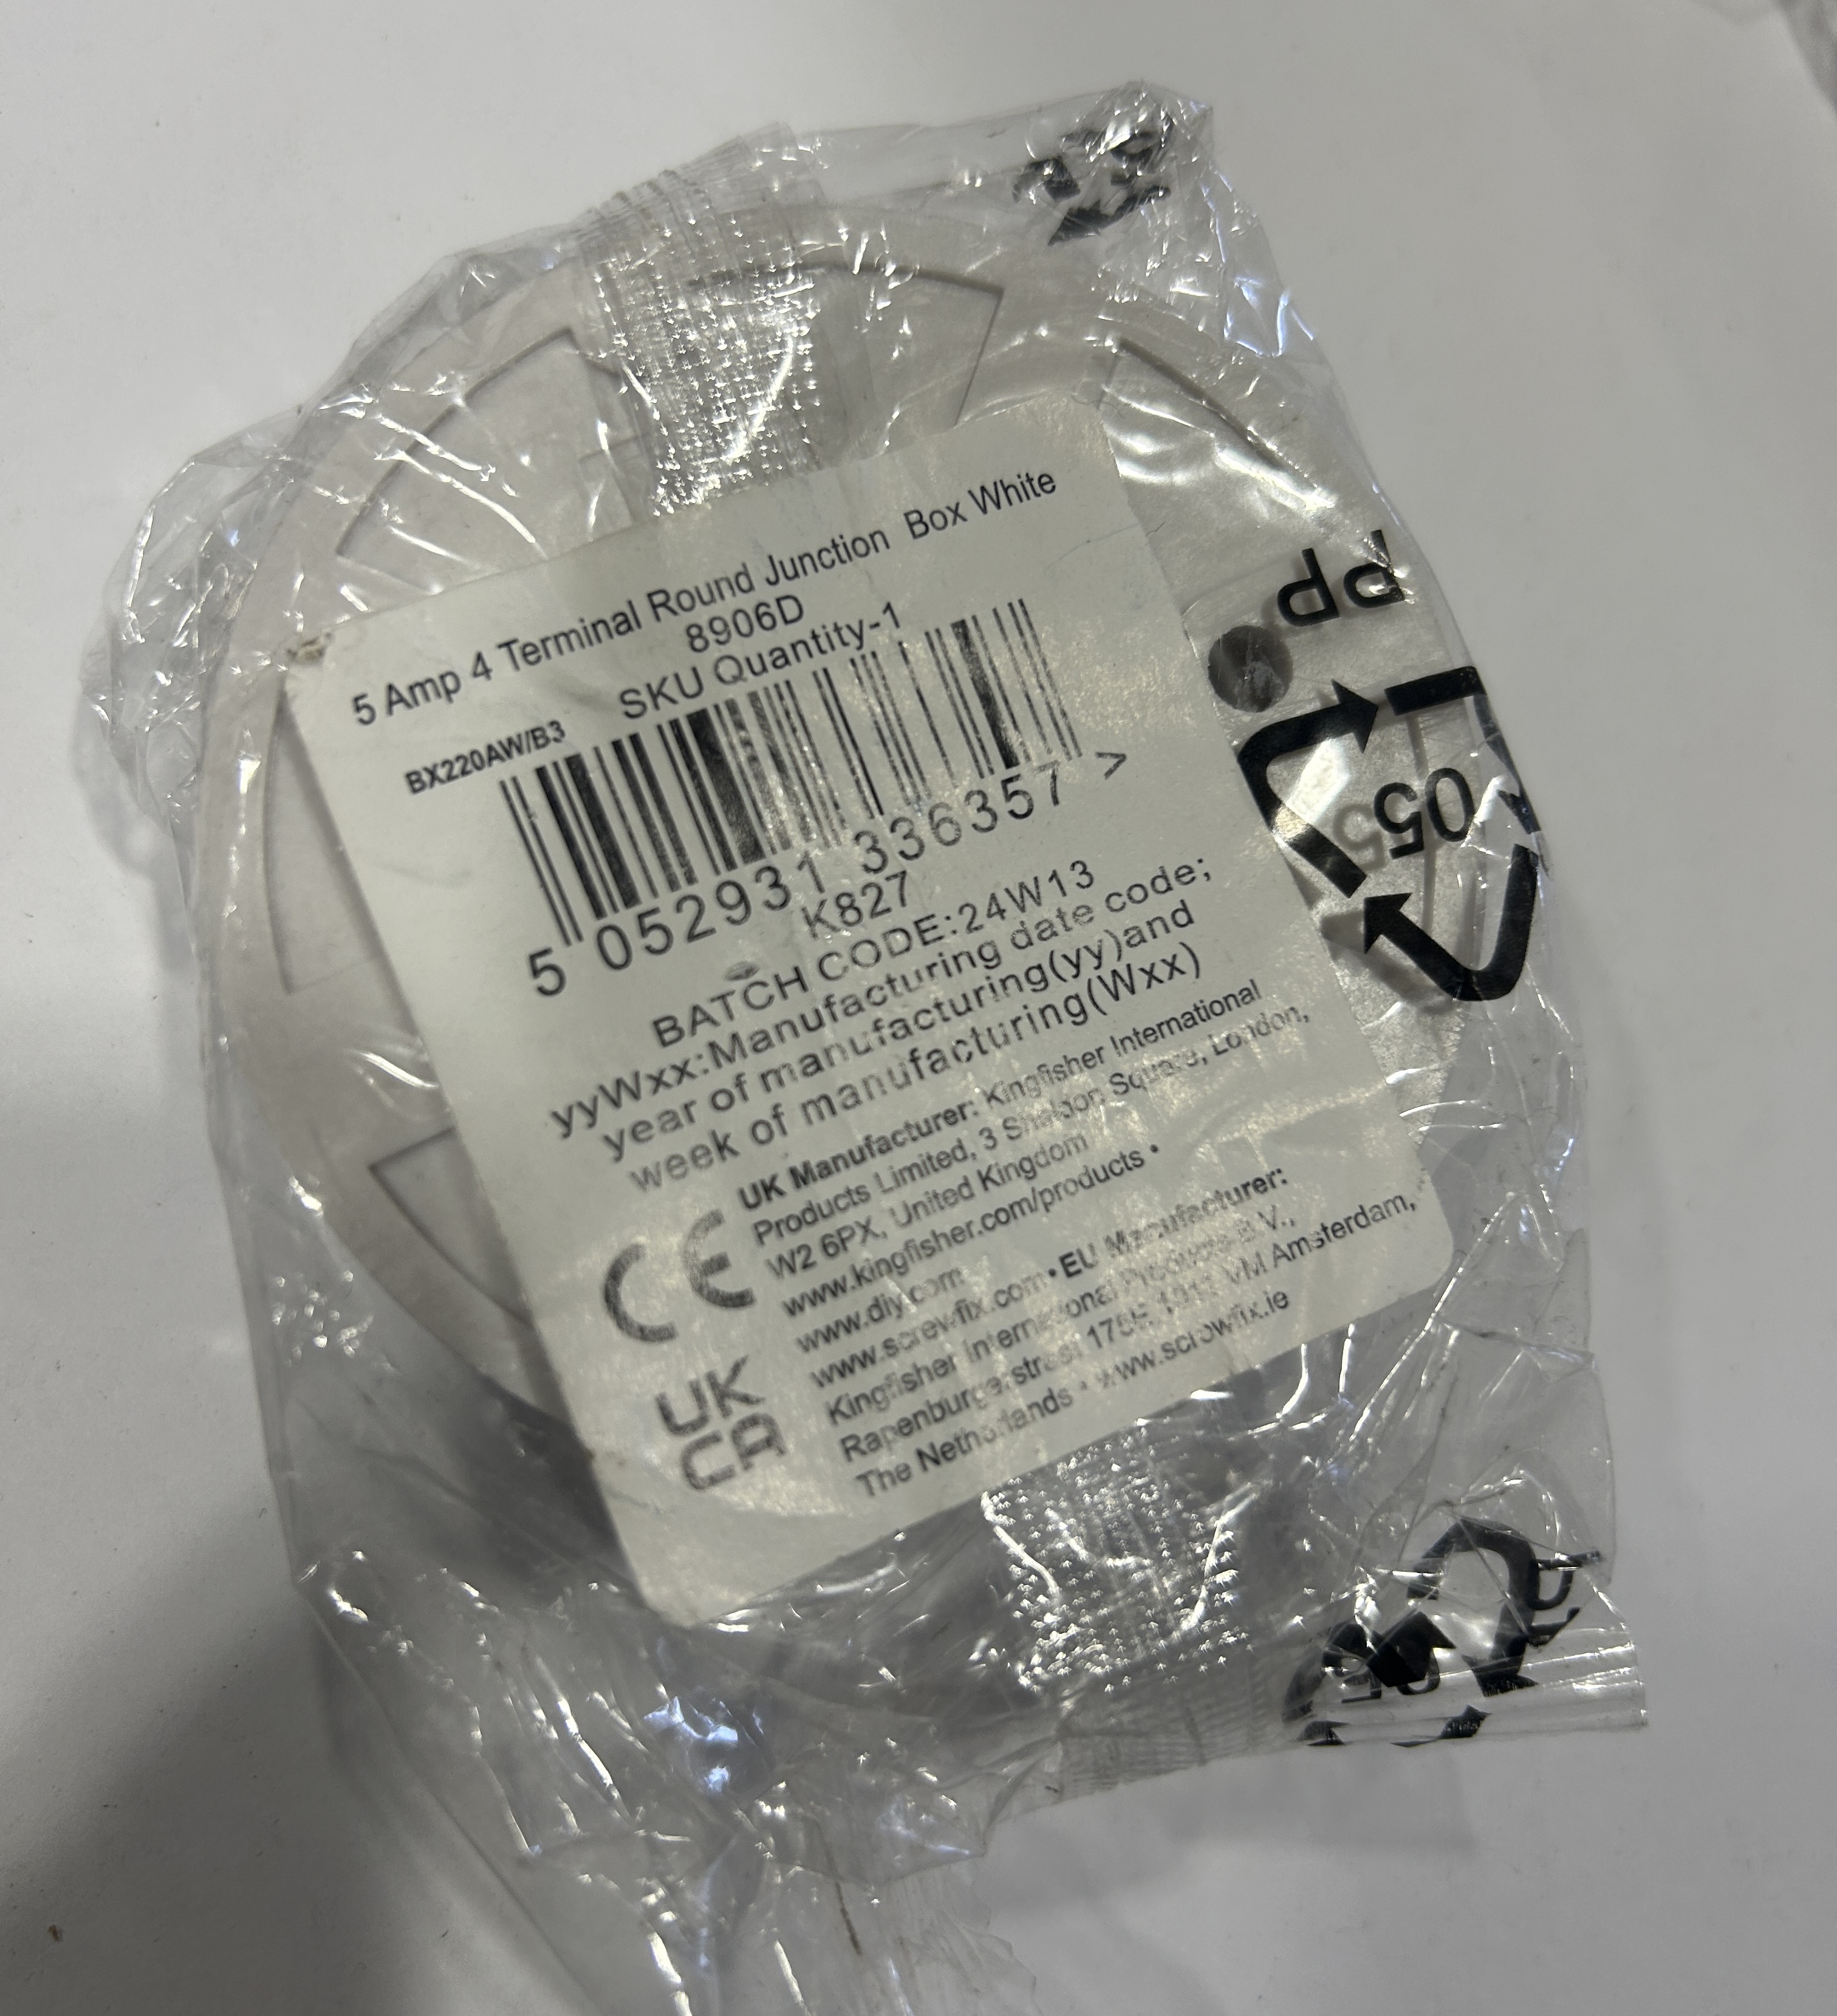 5 Amp 4 Terminal Round Junction Box White
8906D
SKU Quantity-1
BX220AW/B3
5 052931 336357 >
K827
BATCH CODE:24W13
yyWxx:Manufacturing date code;
year of manufacturing(yy)and
week of manufacturing(Wxx)
UK Manufacturer: Kingfisher International
Products Limited, 3 Sheldon Square, London,
W2 6PX, United Kingdom
www.kingfisher.com/products •
www.diy.com
www.screwfix.com • EU Manufacturer:
Kingfisher International Products B.V.,
Rapenburgerstraat 175E, 1011 VM Amsterdam,
The Netherlands • www.screwfix.ie
CE
UK
CA
PP
05